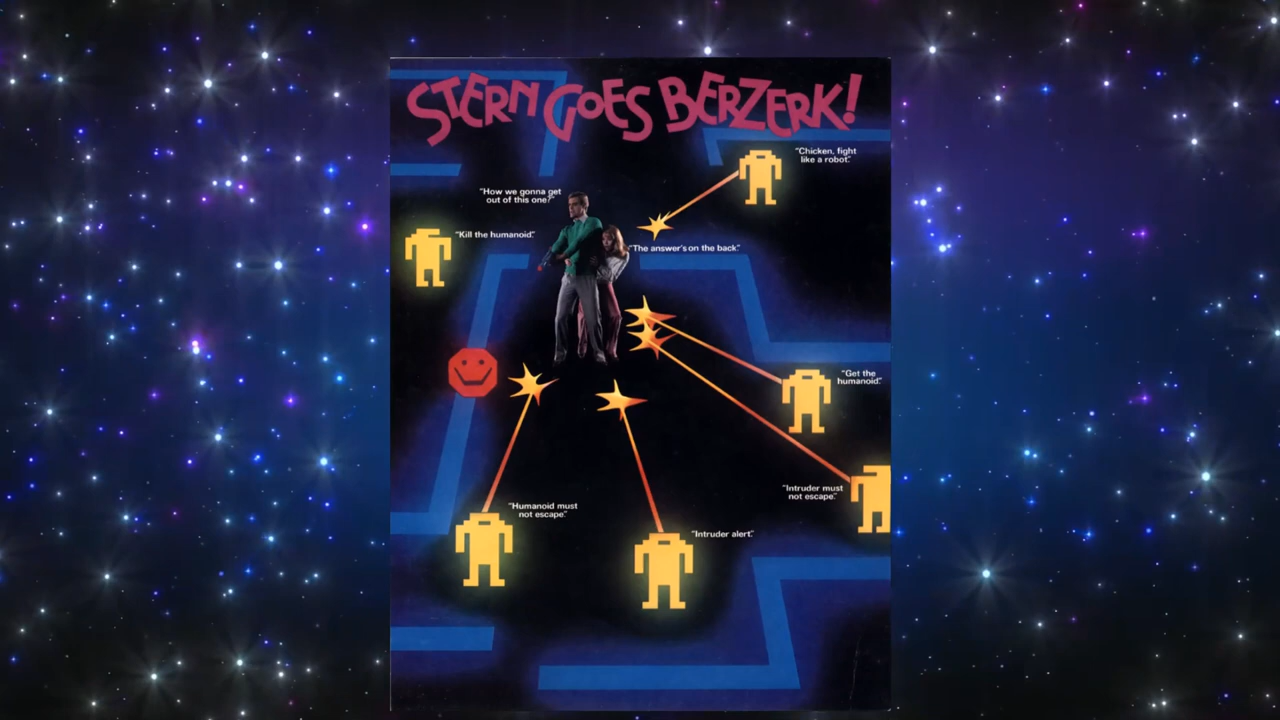 STERN GOES BERZERK!
"Chicken, fight
like a robot."
"How we gonna get
out of this one?"
"Kill the humanoid."
"The answer's on the back."
"Get the
humanoid."
"Intruder must
not escape."
"Humanoid must
not escape."
"Intruder alert."